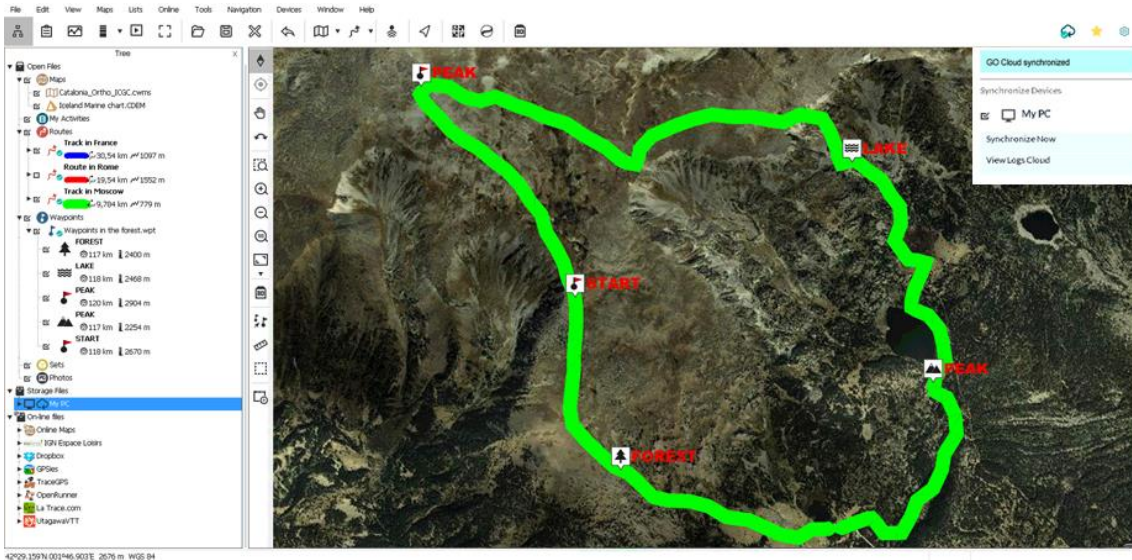 File Edit View Maps Lists Online Tools Navigation Devices Window Help
Tree x
Open Files
Maps
Catalonia_Ortho_ICGC.cwms
Iceland Marine chart.CDEM
My Activities
Routes
Track in France
30,54 km 1097 m
Route in Rome
19,54 km 1552 m
Track in Moscow
9,784 km 779 m
Waypoints
Waypoints in the forest.wpt
FOREST
117 km 2400 m
LAKE
118 km 2468 m
PEAK
120 km 2904 m
PEAK
117 km 2254 m
START
118 km 2670 m
Sets
Photos
Storage Files
My PC
On-line files
Online Maps
IGN Espace Loisirs
Dropbox
GPSies
TraceGPS
OpenRunner
La Trace.com
UtagawaVTT
PEAK
LAKE
START
PEAK
FOREST
GO Cloud synchronized
Synchronize Devices
My PC
Synchronize Now
View Logs Cloud
42º29.159'N 001º46.903'E 2676 m WGS 84